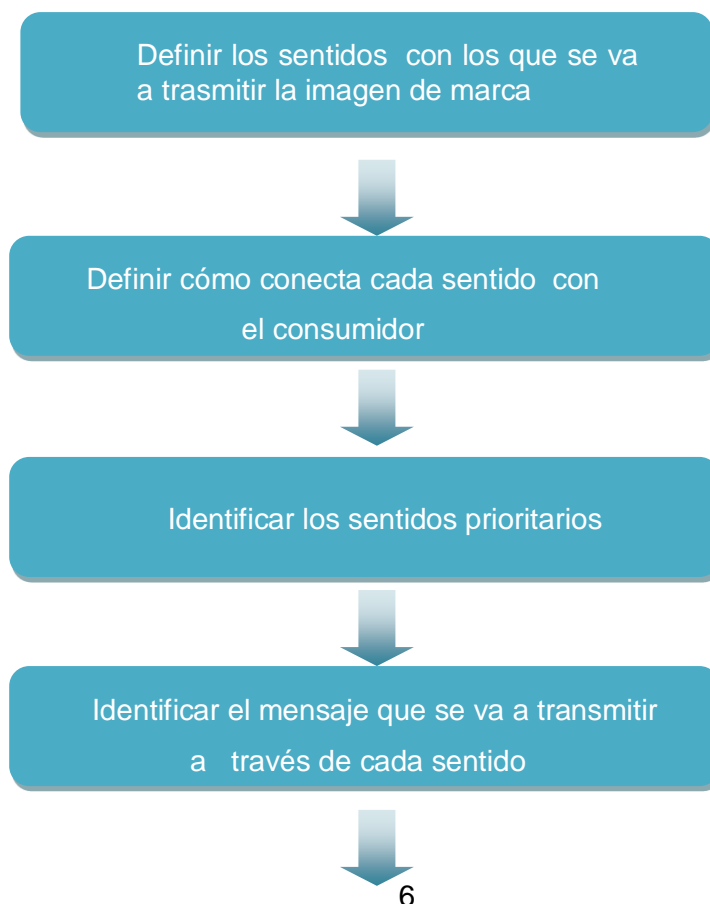 Definir los sentidos con los que se va
a trasmitir la imagen de marca
Definir cómo conecta cada sentido con
el consumidor
Identificar los sentidos prioritarios
Identificar el mensaje que se va a transmitir
a través de cada sentido
6